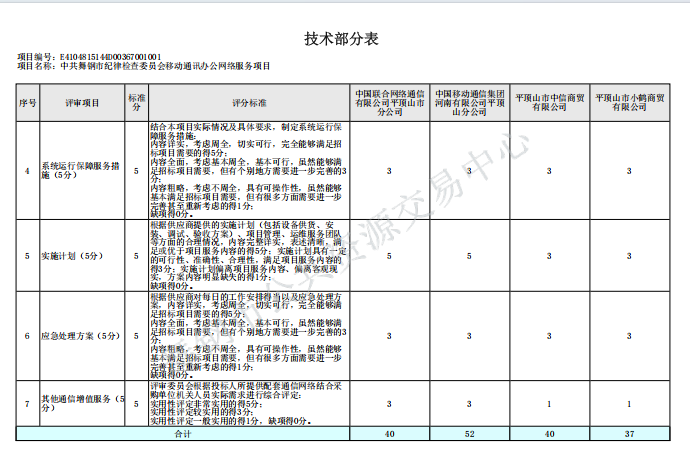 技术部分表
项目编号: E4104815144D00367001001
项目名称: 中共舞钢市纪律检查委员会移动通讯办公网络服务项目
序号 评审项目 标准分 评分标准 中国联合网络通信有限公司平顶山市分公司 中国移动通信集团河南有限公司平顶山分公司 平顶山市中信商贸有限公司 平顶山市小鹤商贸有限公司
4 系统运行保障服务措施（5分） 5
结合本项目实际情况及具体要求，制定系统运行保障服务措施:
内容详实，考虑周全，切实可行，完全能够满足招标项目需要的得5分;
内容全面，考虑基本周全，基本可行，虽然能够满足招标项目需要，但有个别地方需要进一步完善的3分;
内容粗略，考虑不周全，具有可操作性，虽然能够基本满足招标项目需要，但有很多方面需要进一步完善甚至重新考虑的得1分;
缺项得0分。
3 3 3 3
5 实施计划（5分） 5
根据供应商提供的实施计划（包括设备供货、安装、调试、验收方案）、项目管理、运维服务团队等方面的合理情况，内容完整详实，表述清晰，满足或优于项目服务内容的得5分; 实施计划具有一定的可行性、准确性、合理性，满足项目服务内容的得3分; 实施计划偏离项目服务内容、偏离客观现实，方案内容明显缺失的得1分;
缺项得0分。
5 5 3 3
6 应急处理方案（5分） 5
根据供应商对每日的工作安排得当以及应急处理方案，内容详实，考虑周全，切实可行，完全能够满足招标项目需要的得5分;
内容全面，考虑基本周全，基本可行，虽然能够满足招标项目需要，但有个别地方需要进一步完善的3分;
内容粗略，考虑不周全，具有可操作性，虽然能够基本满足招标项目需要，但有很多方面需要进一步完善甚至重新考虑的得1分;
缺项得0分。
3 3 3 3
7 其他通信增值服务（5分） 5
评审委员会根据投标人所提供配套通信网络结合采购单位机关人员实际需求进行综合评定:
实用性评定非常实用的得5分;
实用性评定较实用的得3分;
实用性评定一般实用的得1分，缺项得0分。
3 3 1 1
合计 40 52 40 37